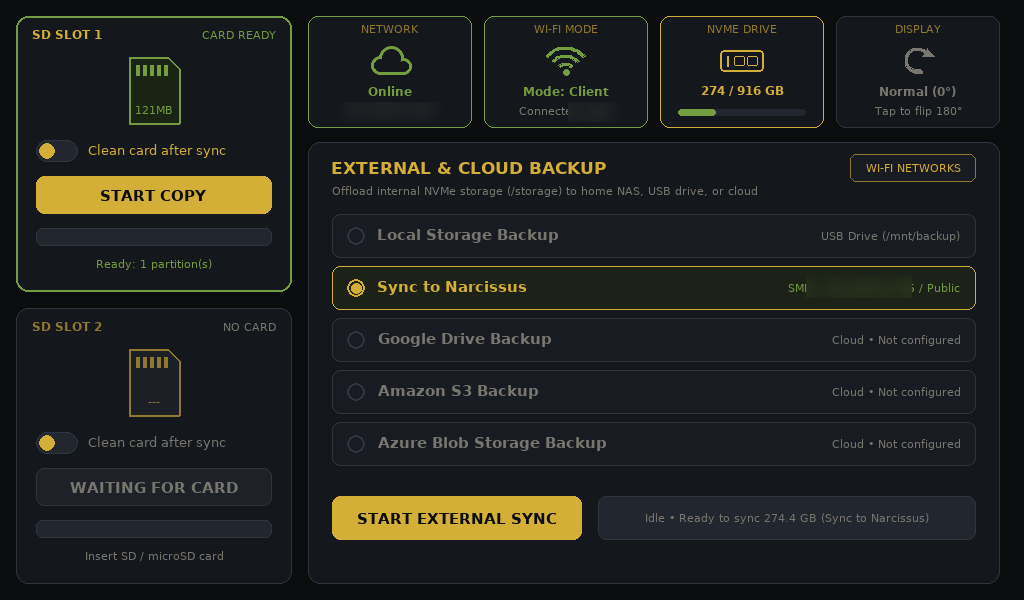 SD SLOT 1
CARD READY
121MB
Clean card after sync
START COPY
Ready: 1 partition(s)
SD SLOT 2
NO CARD
---
Clean card after sync
WAITING FOR CARD
Insert SD / microSD card
NETWORK
Online
WI-FI MODE
Mode: Client
NVME DRIVE
274 / 916 GB
DISPLAY
Normal (0°)
Tap to flip 180°
EXTERNAL & CLOUD BACKUP
WI-FI NETWORKS
Offload internal NVMe storage (/storage) to home NAS, USB drive, or cloud
Local Storage Backup
USB Drive (/mnt/backup)
Sync to Narcissus
/ Public
Google Drive Backup
Cloud • Not configured
Amazon S3 Backup
Cloud • Not configured
Azure Blob Storage Backup
Cloud • Not configured
START EXTERNAL SYNC
Idle • Ready to sync 274.4 GB (Sync to Narcissus)